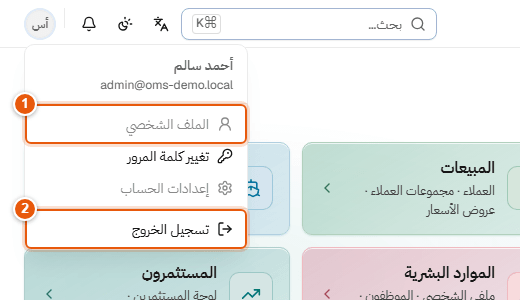 أس
بحث...
⌘K
أحمد سالم
admin@oms-demo.local
1
الملف الشخصي
تغيير كلمة المرور
إعدادات الحساب
2
تسجيل الخروج
المبيعات
العملاء · مجموعات العملاء ·
عروض الأسعار
الموارد البشرية
ملفي الشخصي · الموظفون ·
المستثمرون
لوحة المستثمرين ·